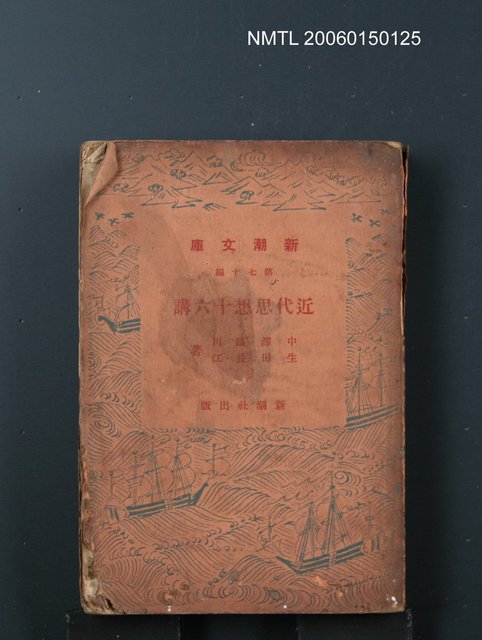 NMTL 20060150125
新潮文庫
第七十編
近代思想十六講
中澤臨川
生田長江
著
新潮社出版